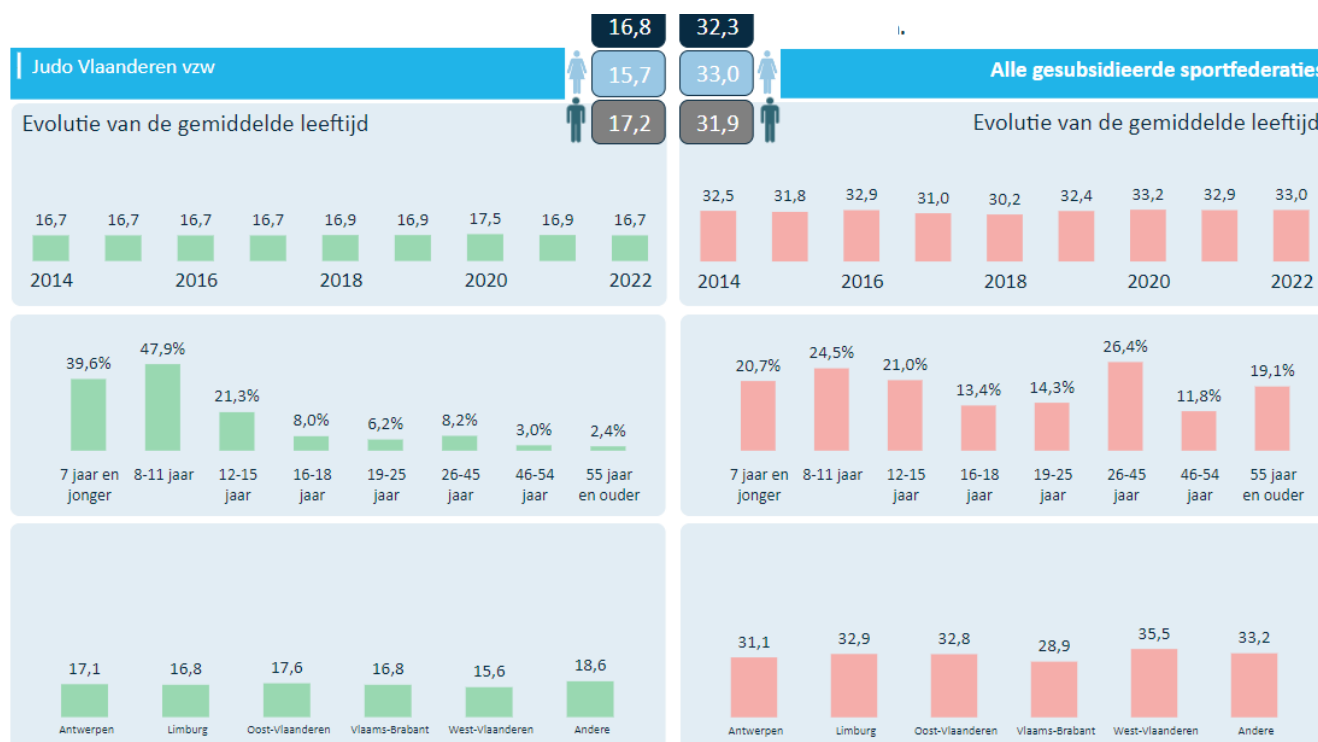 16,8 32,3
Judo Vlaanderen vzw 15,7 33,0 Alle gesubsidieerde sportfederaties
Evolutie van de gemiddelde leeftijd 17,2 31,9 Evolutie van de gemiddelde leeftijd
16,7 16,7 16,7 16,7 16,9 16,9 17,5 16,9 16,7
2014 2016 2018 2020 2022
32,5 31,8 32,9 31,0 30,2 32,4 33,2 32,9 33,0
2014 2016 2018 2020 2022
39,6% 47,9% 21,3% 8,0% 6,2% 8,2% 3,0% 2,4%
7 jaar en 8-11 jaar 12-15 16-18 19-25 26-45 46-54 55 jaar
jonger jaar jaar jaar jaar jaar en ouder
20,7% 24,5% 21,0% 13,4% 14,3% 26,4% 11,8% 19,1%
7 jaar en 8-11 jaar 12-15 16-18 19-25 26-45 46-54 55 jaar
jonger jaar jaar jaar jaar jaar en ouder
17,1 16,8 17,6 16,8 15,6 18,6
Antwerpen Limburg Oost-Vlaanderen Vlaams-Brabant West-Vlaanderen Andere
31,1 32,9 32,8 28,9 35,5 33,2
Antwerpen Limburg Oost-Vlaanderen Vlaams-Brabant West-Vlaanderen Andere